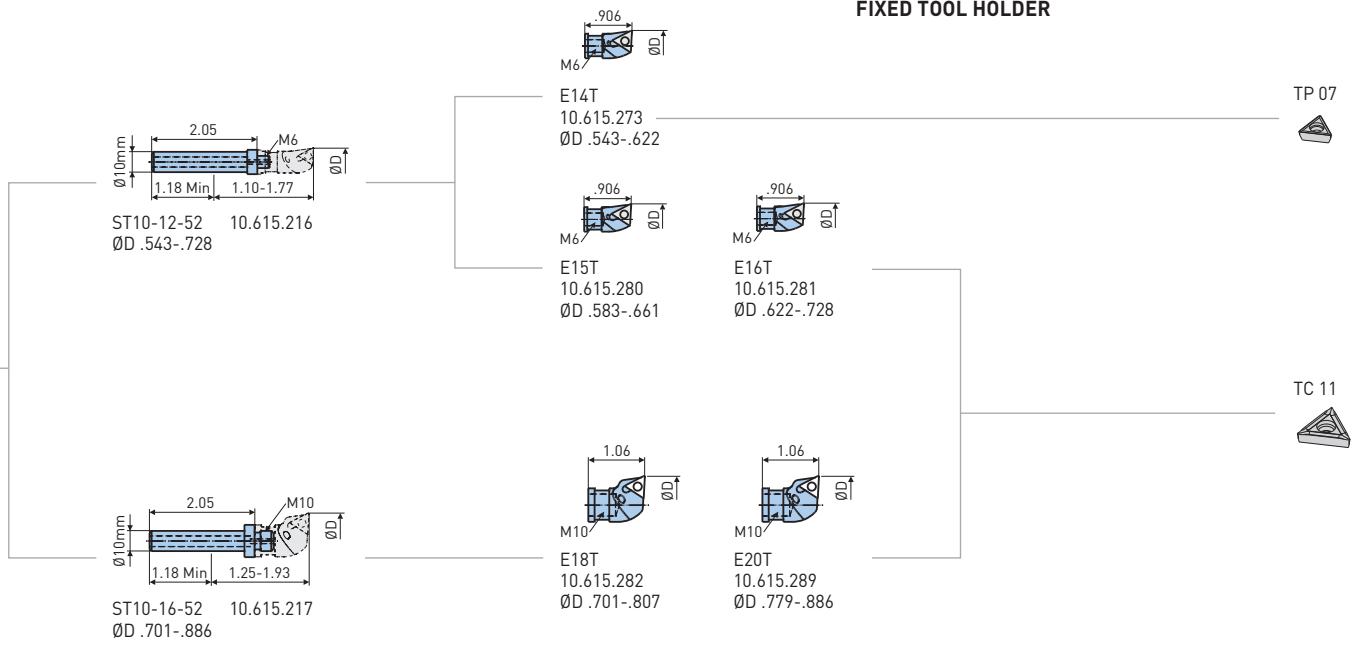 FIXED TOOL HOLDER
.906
ØD
M6
E14T
10.615.273
ØD .543-.622
TP 07
2.05
M6
Ø10mm
ØD
1.18 Min
1.10-1.77
ST10-12-52 10.615.216
ØD .543-.728
.906
ØD
M6
E15T
10.615.280
ØD .583-.661
.906
ØD
M6
E16T
10.615.281
ØD .622-.728
TC 11
2.05
M10
Ø10mm
ØD
1.18 Min
1.25-1.93
ST10-16-52 10.615.217
ØD .701-.886
1.06
ØD
M10
E18T
10.615.282
ØD .701-.807
1.06
ØD
M10
E20T
10.615.289
ØD .779-.886